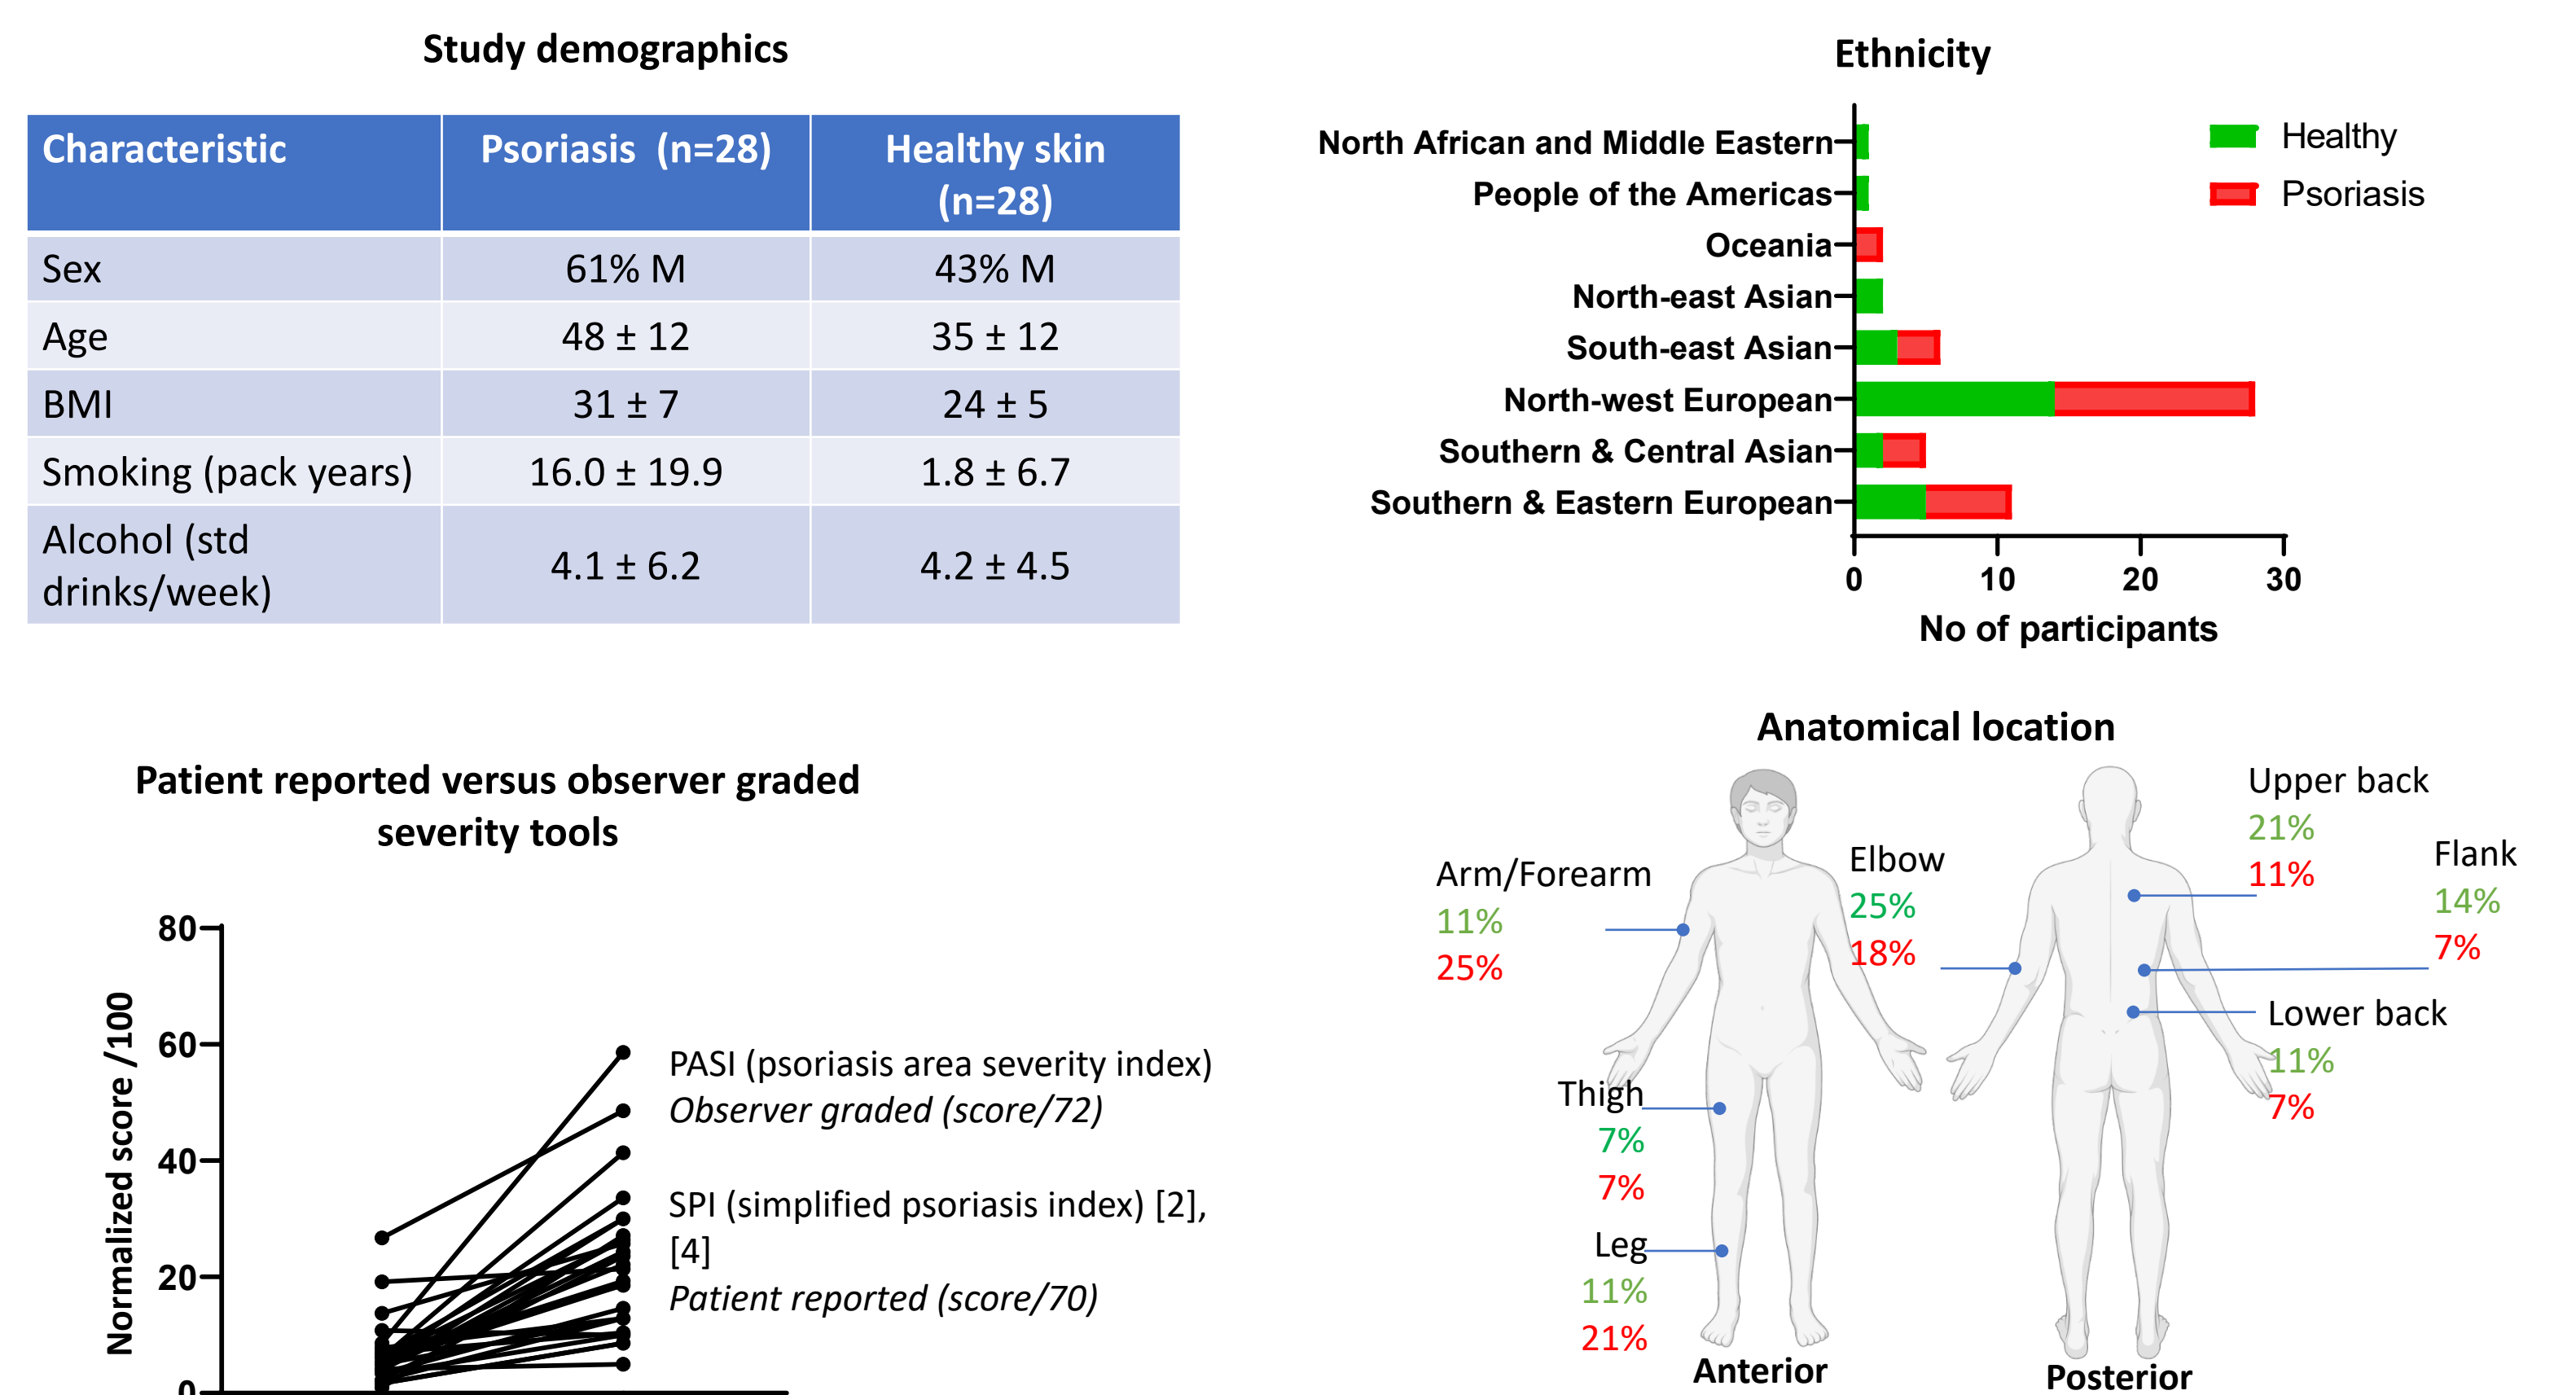 Study demographics
Characteristic
Psoriasis  (n=28)
Healthy skin
(n=28)
Sex
61% M
43% M
Age
48 ± 12
35 ± 12
BMI
31 ± 7
24 ± 5
Smoking (pack years)
16.0 ± 19.9
1.8 ± 6.7
Alcohol (std
drinks/week)
4.1 ± 6.2
4.2 ± 4.5
Ethnicity
North African and Middle Eastern
People of the Americas
Oceania
North-east Asian
South-east Asian
North-west European
Southern & Central Asian
Southern & Eastern European
Healthy
Psoriasis
0
10
20
30
No of participants
Patient reported versus observer graded
severity tools
80
60
40
20
0
Normalized score /100
PASI (psoriasis area severity index)
Observer graded (score/72)
SPI (simplified psoriasis index) [2],
[4]
Patient reported (score/70)
Anatomical location
Arm/Forearm
11%
25%
Elbow
25%
18%
Upper back
21%
11%
Flank
14%
7%
Lower back
11%
7%
Thigh
7%
7%
Leg
11%
21%
Anterior
Posterior